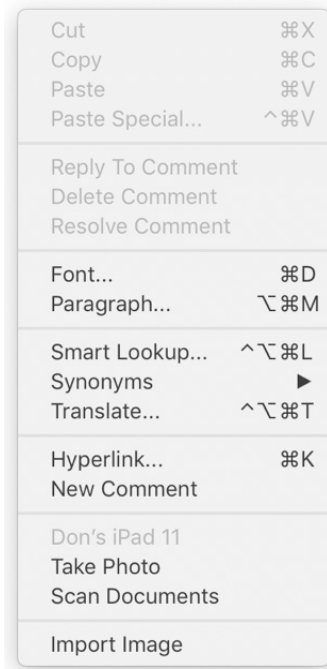 Cut ⌘X
Copy ⌘C
Paste ⌘V
Paste Special... ^⌘V
Reply To Comment
Delete Comment
Resolve Comment
Font... ⌘D
Paragraph... ⌥⌘M
Smart Lookup... ^⌥⌘L
Synonyms ▶
Translate... ^⌥⌘T
Hyperlink... ⌘K
New Comment
Don’s iPad 11
Take Photo
Scan Documents
Import Image